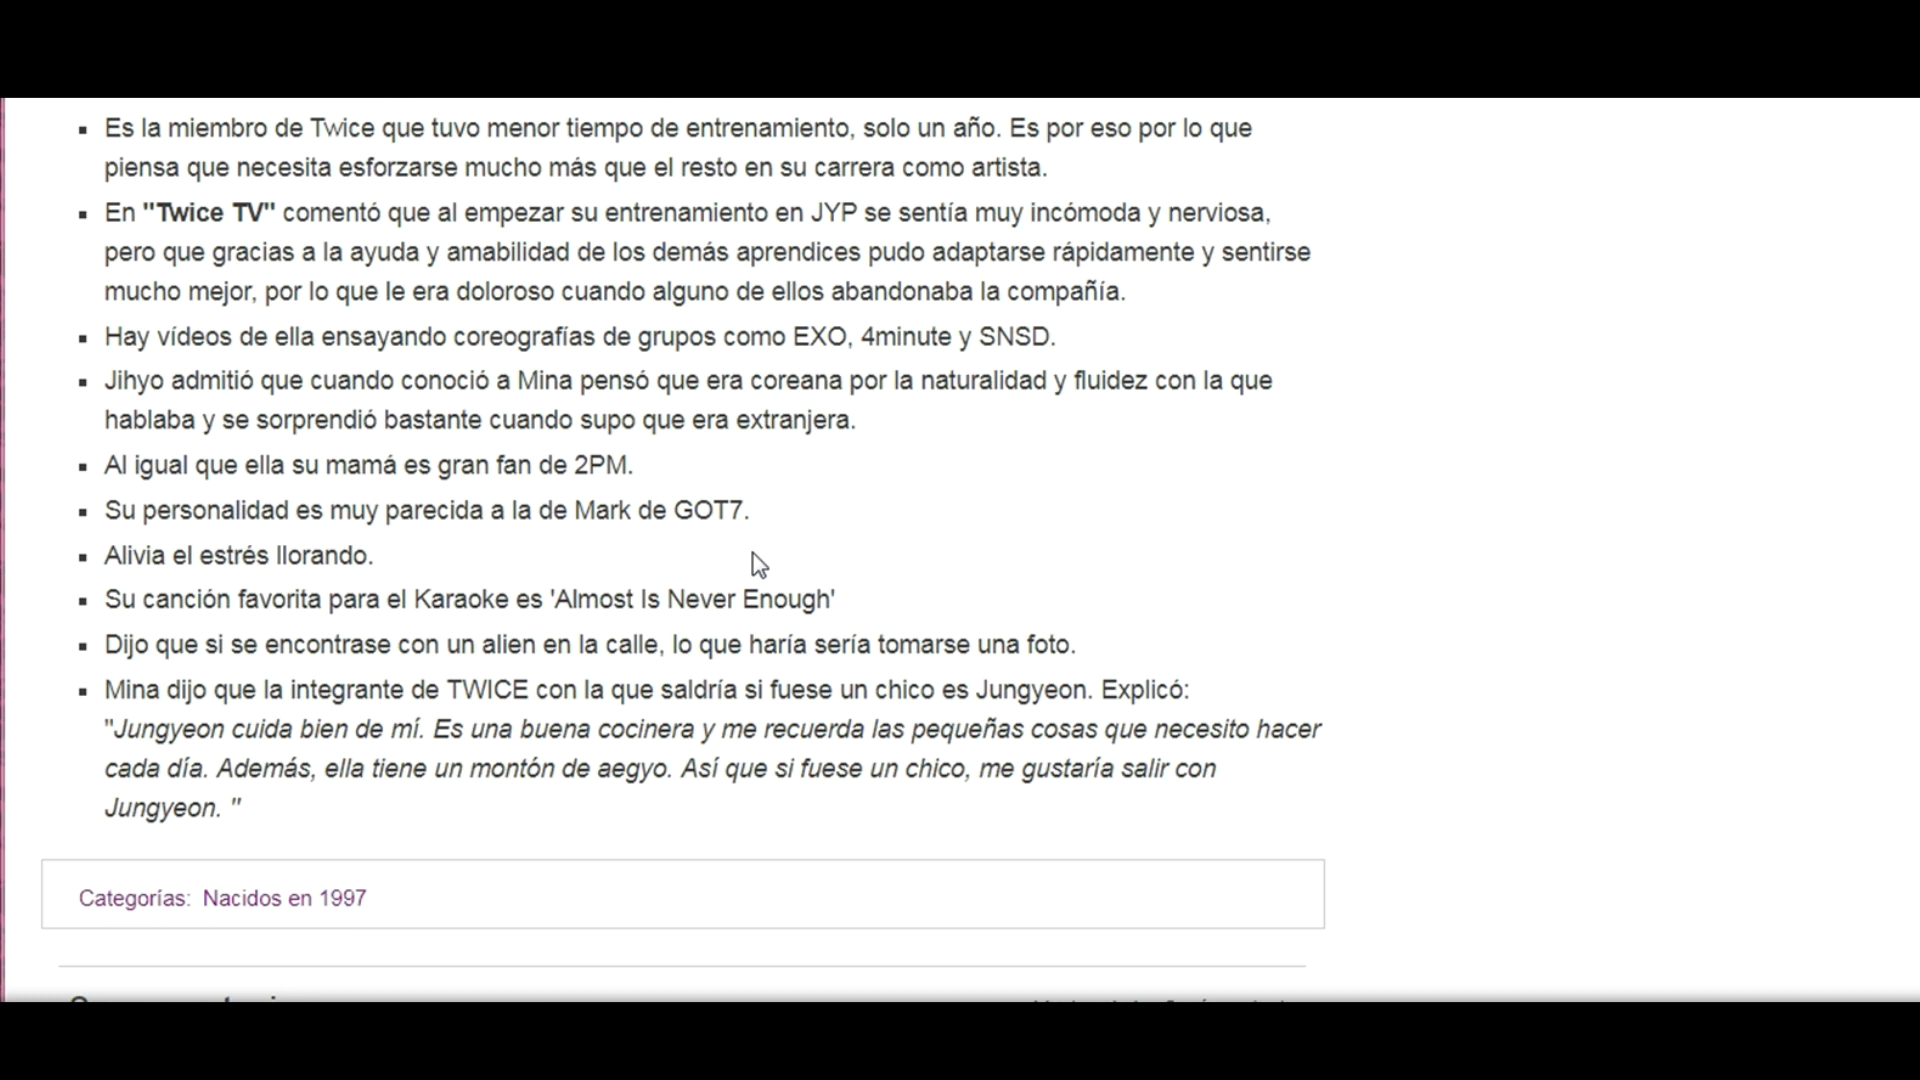 Es la miembro de Twice que tuvo menor tiempo de entrenamiento, solo un año. Es por eso por lo que
piensa que necesita esforzarse mucho más que el resto en su carrera como artista.
En "Twice TV" comentó que al empezar su entrenamiento en JYP se sentía muy incómoda y nerviosa,
pero que gracias a la ayuda y amabilidad de los demás aprendices pudo adaptarse rápidamente y sentirse
mucho mejor, por lo que le era doloroso cuando alguno de ellos abandonaba la compañía.
Hay vídeos de ella ensayando coreografías de grupos como EXO, 4minute y SNSD.
Jihyo admitió que cuando conoció a Mina pensó que era coreana por la naturalidad y fluidez con la que
hablaba y se sorprendió bastante cuando supo que era extranjera.
Al igual que ella su mamá es gran fan de 2PM.
Su personalidad es muy parecida a la de Mark de GOT7.
Alivia el estrés llorando.
Su canción favorita para el Karaoke es 'Almost Is Never Enough'
Dijo que si se encontrase con un alien en la calle, lo que haría sería tomarse una foto.
Mina dijo que la integrante de TWICE con la que saldría si fuese un chico es Jungyeon. Explicó:
"Jungyeon cuida bien de mí. Es una buena cocinera y me recuerda las pequeñas cosas que necesito hacer
cada día. Además, ella tiene un montón de aegyo. Así que si fuese un chico, me gustaría salir con
Jungyeon. "
Categorías: Nacidos en 1997